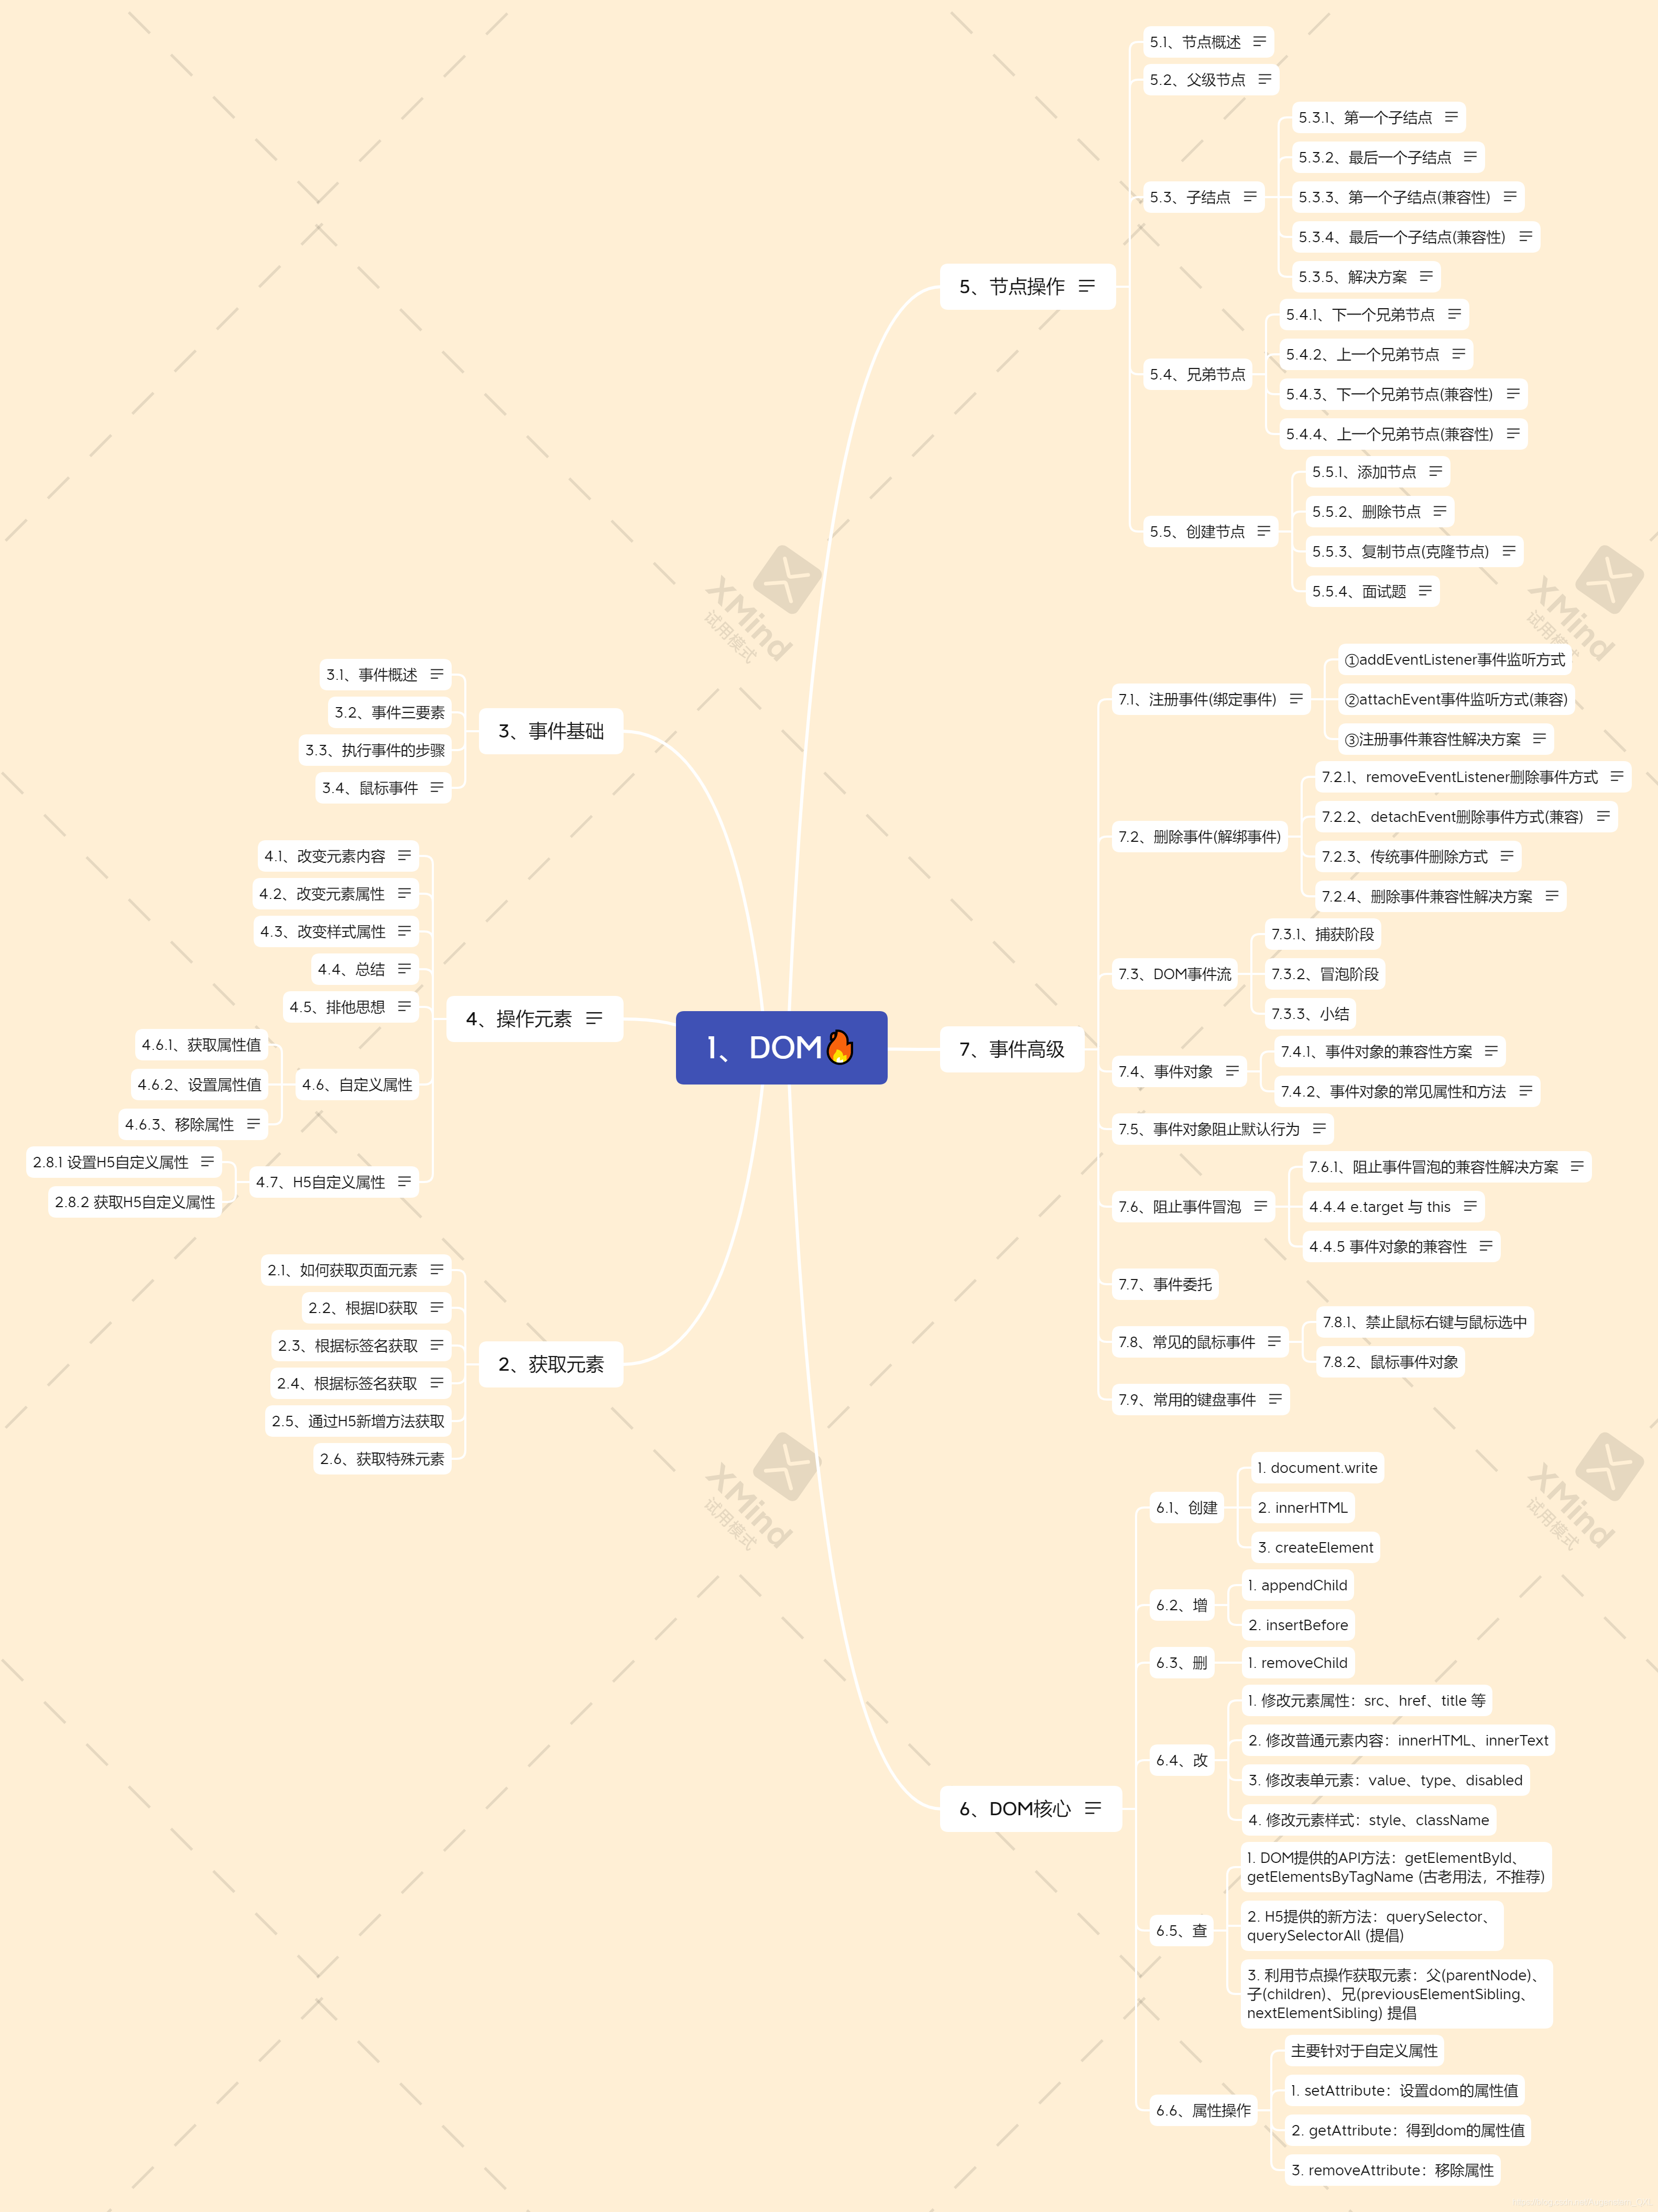 1、DOM🔥
5、节点操作
5.1、节点概述
5.2、父级节点
5.3、子结点
5.3.1、第一个子结点
5.3.2、最后一个子结点
5.3.3、第一个子结点(兼容性)
5.3.4、最后一个子结点(兼容性)
5.3.5、解决方案
5.4、兄弟节点
5.4.1、下一个兄弟节点
5.4.2、上一个兄弟节点
5.4.3、下一个兄弟节点(兼容性)
5.4.4、上一个兄弟节点(兼容性)
5.5、创建节点
5.5.1、添加节点
5.5.2、删除节点
5.5.3、复制节点(克隆节点)
5.5.4、面试题
7、事件高级
7.1、注册事件(绑定事件)
①addEventListener事件监听方式
②attachEvent事件监听方式(兼容)
③注册事件兼容性解决方案
7.2、删除事件(解绑事件)
7.2.1、removeEventListener删除事件方式
7.2.2、detachEvent删除事件方式(兼容)
7.2.3、传统事件删除方式
7.2.4、删除事件兼容性解决方案
7.3、DOM事件流
7.3.1、捕获阶段
7.3.2、冒泡阶段
7.3.3、小结
7.4、事件对象
7.4.1、事件对象的兼容性方案
7.4.2、事件对象的常见属性和方法
7.5、事件对象阻止默认行为
7.6、阻止事件冒泡
7.6.1、阻止事件冒泡的兼容性解决方案
4.4.4 e.target 与 this
4.4.5 事件对象的兼容性
7.7、事件委托
7.8、常见的鼠标事件
7.8.1、禁止鼠标右键与鼠标选中
7.8.2、鼠标事件对象
7.9、常用的键盘事件
6、DOM核心
6.1、创建
1. document.write
2. innerHTML
3. createElement
6.2、增
1. appendChild
2. insertBefore
6.3、删
1. removeChild
6.4、改
1. 修改元素属性：src、href、title 等
2. 修改普通元素内容：innerHTML、innerText
3. 修改表单元素：value、type、disabled
4. 修改元素样式：style、className
6.5、查
1. DOM提供的API方法：getElementById、
getElementsByTagName (古老用法，不推荐)
2. H5提供的新方法：querySelector、
querySelectorAll (提倡)
3. 利用节点操作获取元素：父(parentNode)、
子(children)、兄(previousElementSibling、
nextElementSibling) 提倡
6.6、属性操作
主要针对于自定义属性
1. setAttribute：设置dom的属性值
2. getAttribute：得到dom的属性值
3. removeAttribute：移除属性
3、事件基础
3.1、事件概述
3.2、事件三要素
3.3、执行事件的步骤
3.4、鼠标事件
4、操作元素
4.1、改变元素内容
4.2、改变元素属性
4.3、改变样式属性
4.4、总结
4.5、排他思想
4.6、自定义属性
4.6.1、获取属性值
4.6.2、设置属性值
4.6.3、移除属性
4.7、H5自定义属性
2.8.1 设置H5自定义属性
2.8.2 获取H5自定义属性
2、获取元素
2.1、如何获取页面元素
2.2、根据ID获取
2.3、根据标签名获取
2.4、根据标签名获取
2.5、通过H5新增方法获取
2.6、获取特殊元素
XMind
试用模式
XMind
试用模式
XMind
试用模式
XMind
试用模式